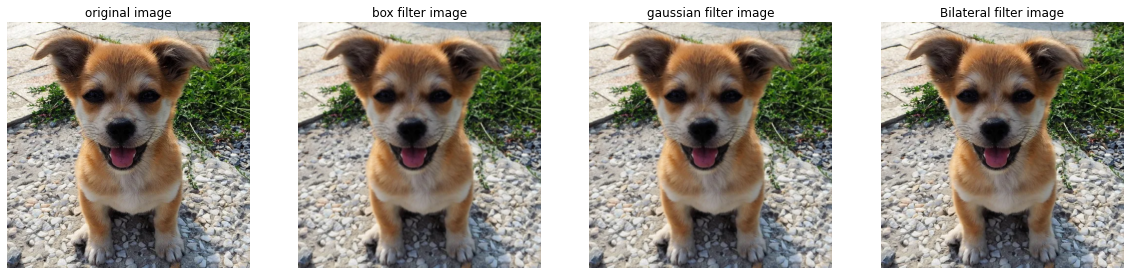 original image
box filter image
gaussian filter image
Bilateral filter image